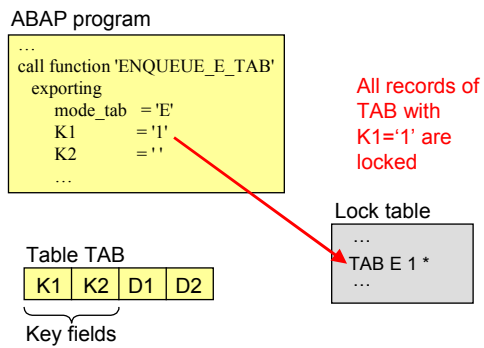 ABAP program
…
call function 'ENQUEUE_E_TAB'
exporting
mode_tab = 'E'
K1 = '1'
K2 = ' '
…
All records of
TAB with
K1=‘1’ are
locked
Lock table
…
TAB E 1 *
…
Table TAB
K1 K2 D1 D2
Key fields